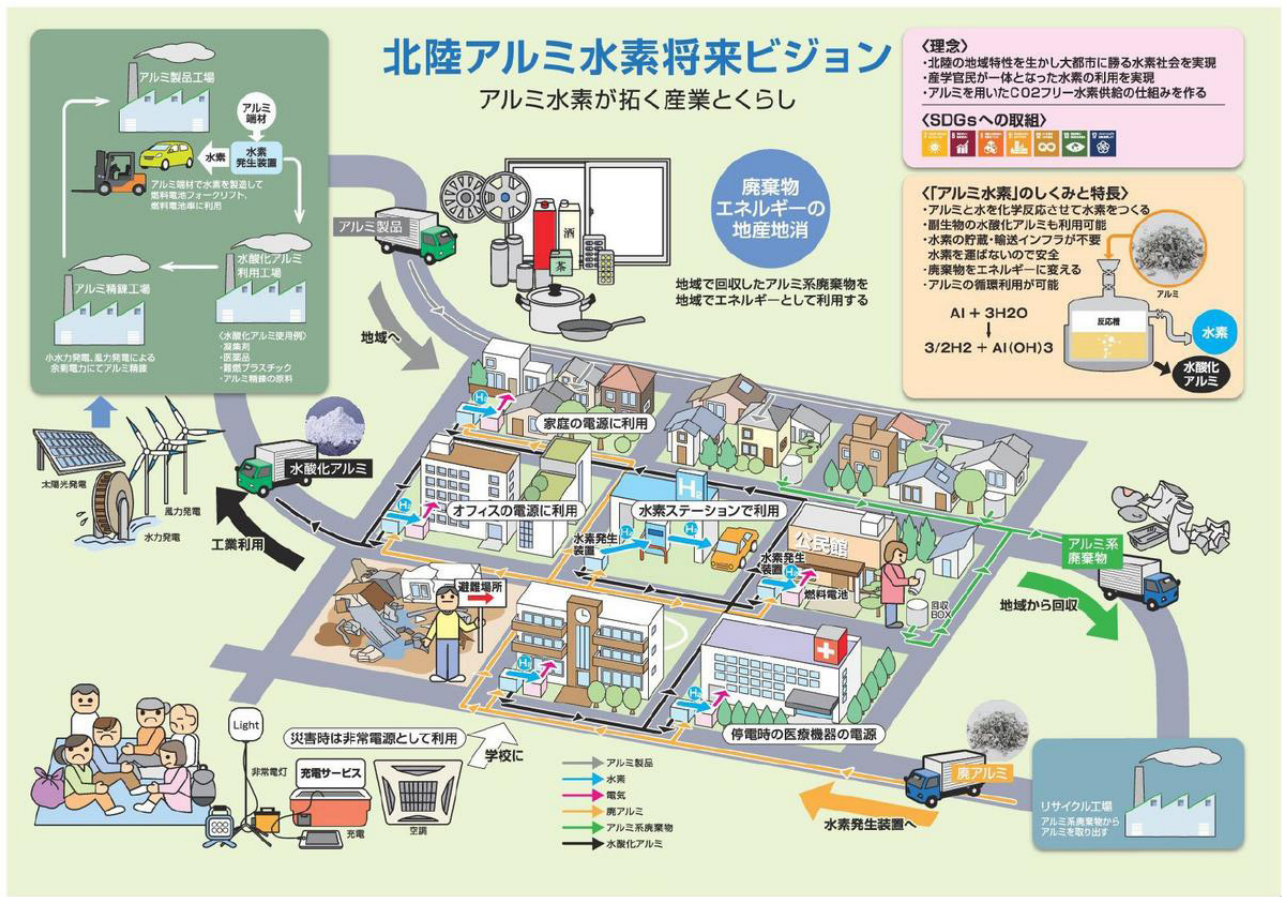 北陸アルミ水素将来ビジョン
アルミ水素が拓く産業とくらし
アルミ製品工場
アルミ
端材
水素
発生装置
水素
アルミ端材で水素を製造して
燃料電池フォークリフト、
燃料電池車に利用
水酸化アルミ
利用工場
アルミ精錬工場
小水力発電、風力発電による
余剰電力にてアルミ精錬
〈水酸化アルミ使用例〉
・凝集剤
・医薬品
・難燃プラスチック
・アルミ精錬の原料
〈理念〉
・北陸の地域特性を生かし大都市に勝る水素社会を実現
・産学官民が一体となった水素の利用を実現
・アルミを用いたCO2フリー水素供給の仕組みを作る
〈SDGsへの取組〉
〈「アルミ水素」のしくみと特長〉
・アルミと水を化学反応させて水素をつくる
・副生物の水酸化アルミも利用可能
・水素の貯蔵・輸送インフラが不要
水素を運ばないので安全
・廃棄物をエネルギーに変える
・アルミの循環利用が可能
アルミ
Al + 3H2O
↓
3/2H2 + Al(OH)3
反応槽
水素
水酸化
アルミ
アルミ製品
酒
茶
廃棄物
エネルギーの
地産地消
地域で回収したアルミ系廃棄物を
地域でエネルギーとして利用する
地域へ
太陽光発電
風力発電
水力発電
水酸化アルミ
工業利用
H2
家庭の電源に利用
H2
オフィスの電源に利用
H2
水素ステーションで利用
水素発生
装置
H2
H2
公民館
水素発生
装置
H2
燃料電池
回収
BOX
アルミ系
廃棄物
地域から回収
避難場所
H2
H2
停電時の医療機器の電源
災害時は非常電源として利用
学校に
Light
非常電灯
充電サービス
充電
空調
アルミ製品
水素
電気
廃アルミ
アルミ系廃棄物
水酸化アルミ
廃アルミ
水素発生装置へ
リサイクル工場
アルミ系廃棄物から
アルミを取り出す